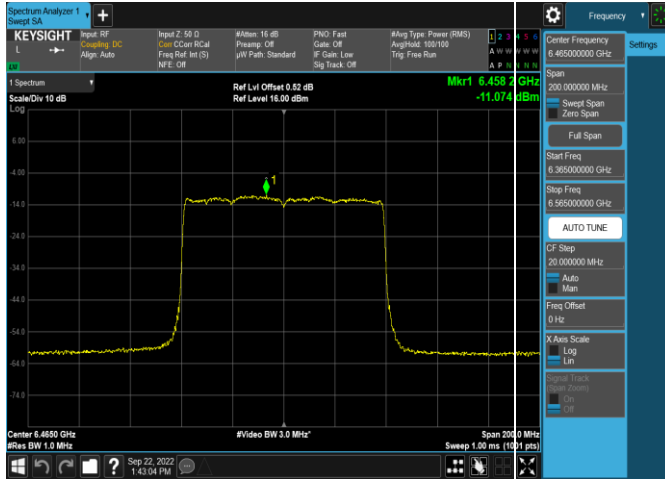 Spectrum Analyzer 1
Swept SA
Frequency
KEYSIGHT
L
Input: RF
Coupling: DC
Align: Auto
Input Z: 50 Ω
Corr CCorr RCal
Freq Ref: Int (S)
NFE: Off
#Atten: 16 dB
Preamp: Off
µW Path: Standard
PNO: Fast
Gate: Off
IF Gain: Low
Sig Track: Off
#Avg Type: Power (RMS)
Avg|Hold: 100/100
Trig: Free Run
1 2 3 4 5 6
A W W W W W
A P N N N N
1 Spectrum
Scale/Div 10 dB
Log
Ref Lvl Offset 0.52 dB
Ref Level 16.00 dBm
Mkr1 6.458 2 GHz
-11.074 dBm
6.00
-4.00
-14.0
-24.0
-34.0
-44.0
-54.0
-64.0
-74.0
1
Center 6.4650 GHz
#Res BW 1.0 MHz
#Video BW 3.0 MHz*
Span 200.0 MHz
Sweep 1.00 ms (1001 pts)
Sep 22, 2022
1:43:04 PM
?
Settings
Center Frequency
6.465000000 GHz
Span
200.000000 MHz
Swept Span
Zero Span
Full Span
Start Freq
6.365000000 GHz
Stop Freq
6.565000000 GHz
AUTO TUNE
CF Step
20.000000 MHz
Auto
Man
Freq Offset
0 Hz
X Axis Scale
Log
Lin
Signal Track
(Span Zoom)
On
Off